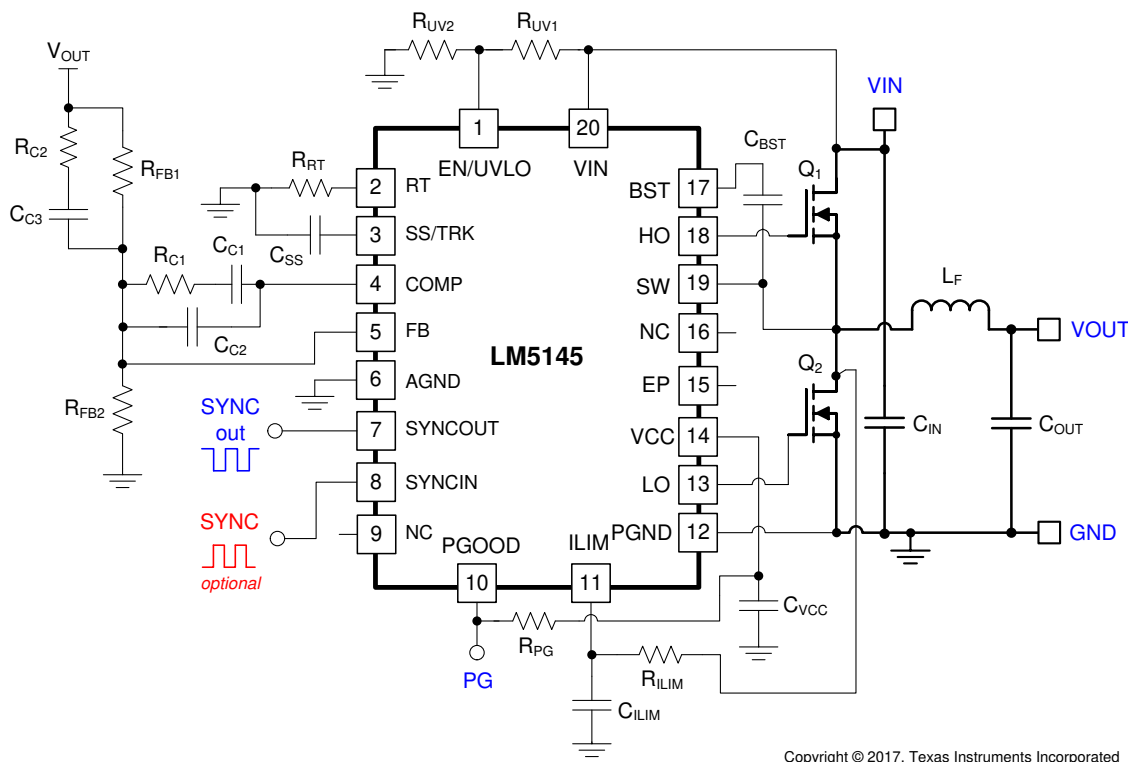 RUV2
RUV1
VOUT
VIN
1
20
CBST
RC2
RFB1
RRT
EN/UVLO
VIN
Q1
2
RT
BST
17
CC3
3
SS/TRK
HO
18
CSS
RC1
CC1
4
COMP
SW
19
LF
CC2
5
FB
NC
16
VOUT
LM5145
Q2
6
AGND
EP
15
RFB2
SYNC
out
7
SYNCOUT
VCC
14
CIN
COUT
8
SYNCIN
LO
13
SYNC
optional
9
NC
PGOOD
ILIM
PGND
12
GND
10
11
CVCC
RPG
PG
RILIM
CILIM
Copyright © 2017, Texas Instruments Incorporated